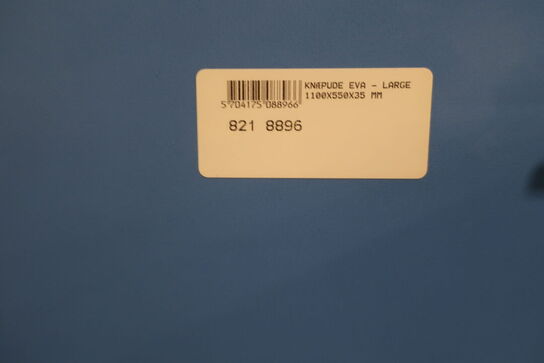 KNÆPUDE EVA - LARGE
1100X550X35 MM
5 704175 088966
821 8896